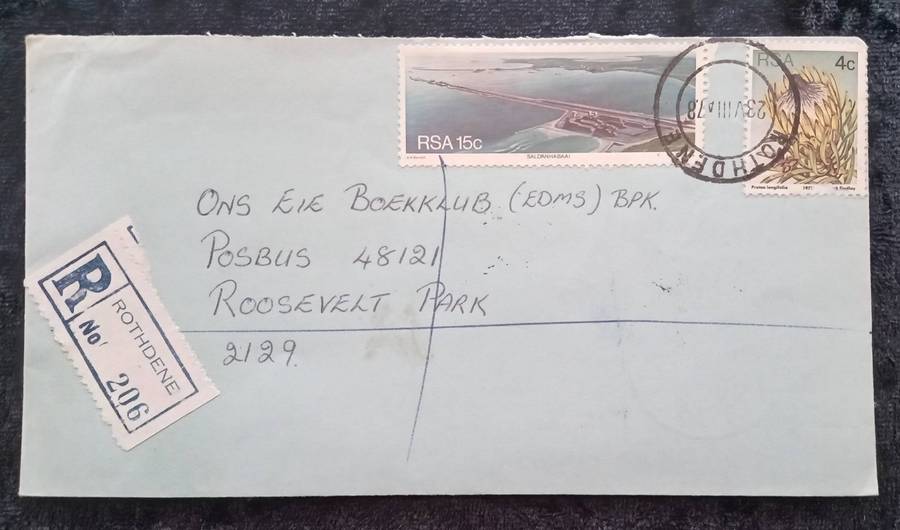 RSA 15c
SALDANHABAAI
RSA 4c
Protea longifolia 1977
ROTHDENE
23 VIII 78
ONS EIE BOEKKLUB (EDMS) BPK.
POSBUS 48121
ROOSEVELT PARK
2129.
R
No
ROTHDENE
206